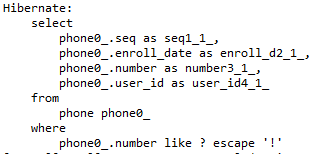 Hibernate:
select
phone0_.seq as seq1_1_,
phone0_.enroll_date as enroll_d2_1_,
phone0_.number as number3_1_,
phone0_.user_id as user_id4_1_
from
phone phone0_
where
phone0_.number like ? escape '!'